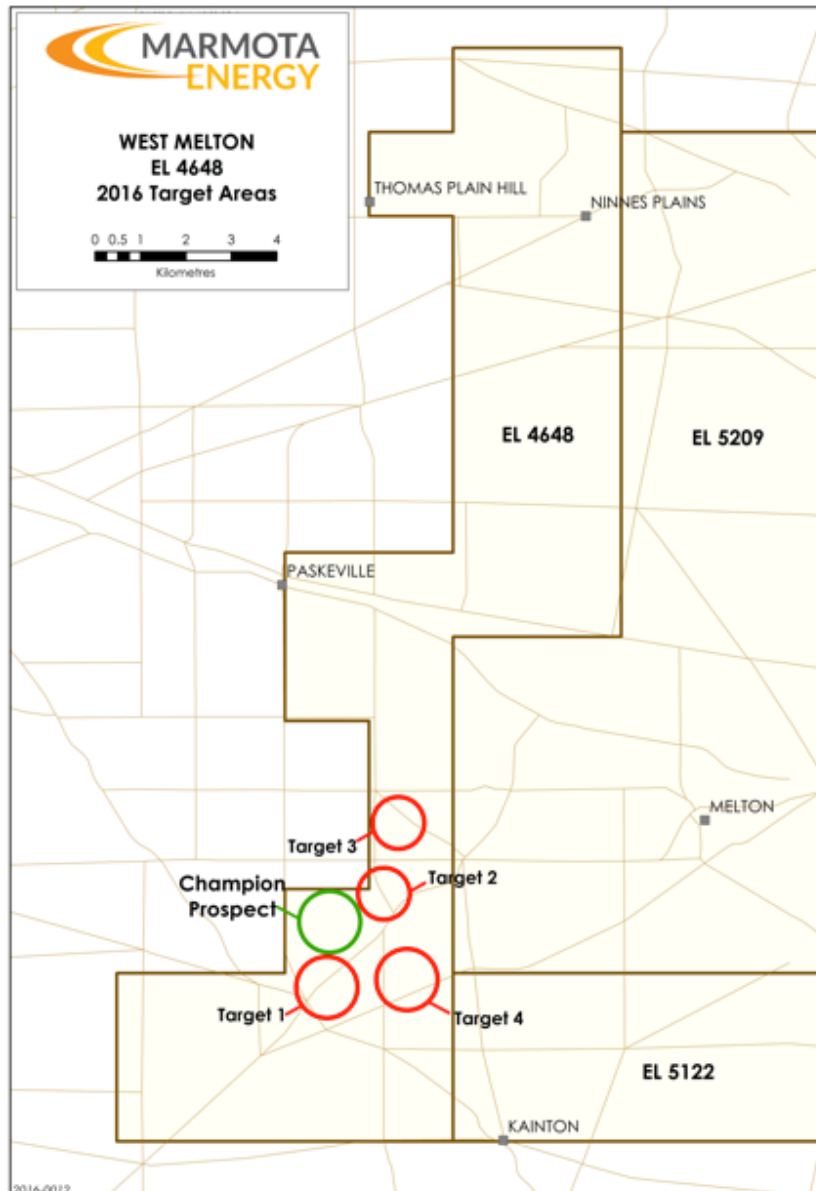 MARMOTA
ENERGY
WEST MELTON
EL 4648
2016 Target Areas
0 0.5 1 2 3 4
Kilometres
THOMAS PLAIN HILL
NINNES PLAINS
EL 4648
EL 5209
PASKEVILLE
MELTON
Target 3
Target 2
Champion
Prospect
Target 1
Target 4
EL 5122
KAINTON
2016-0012